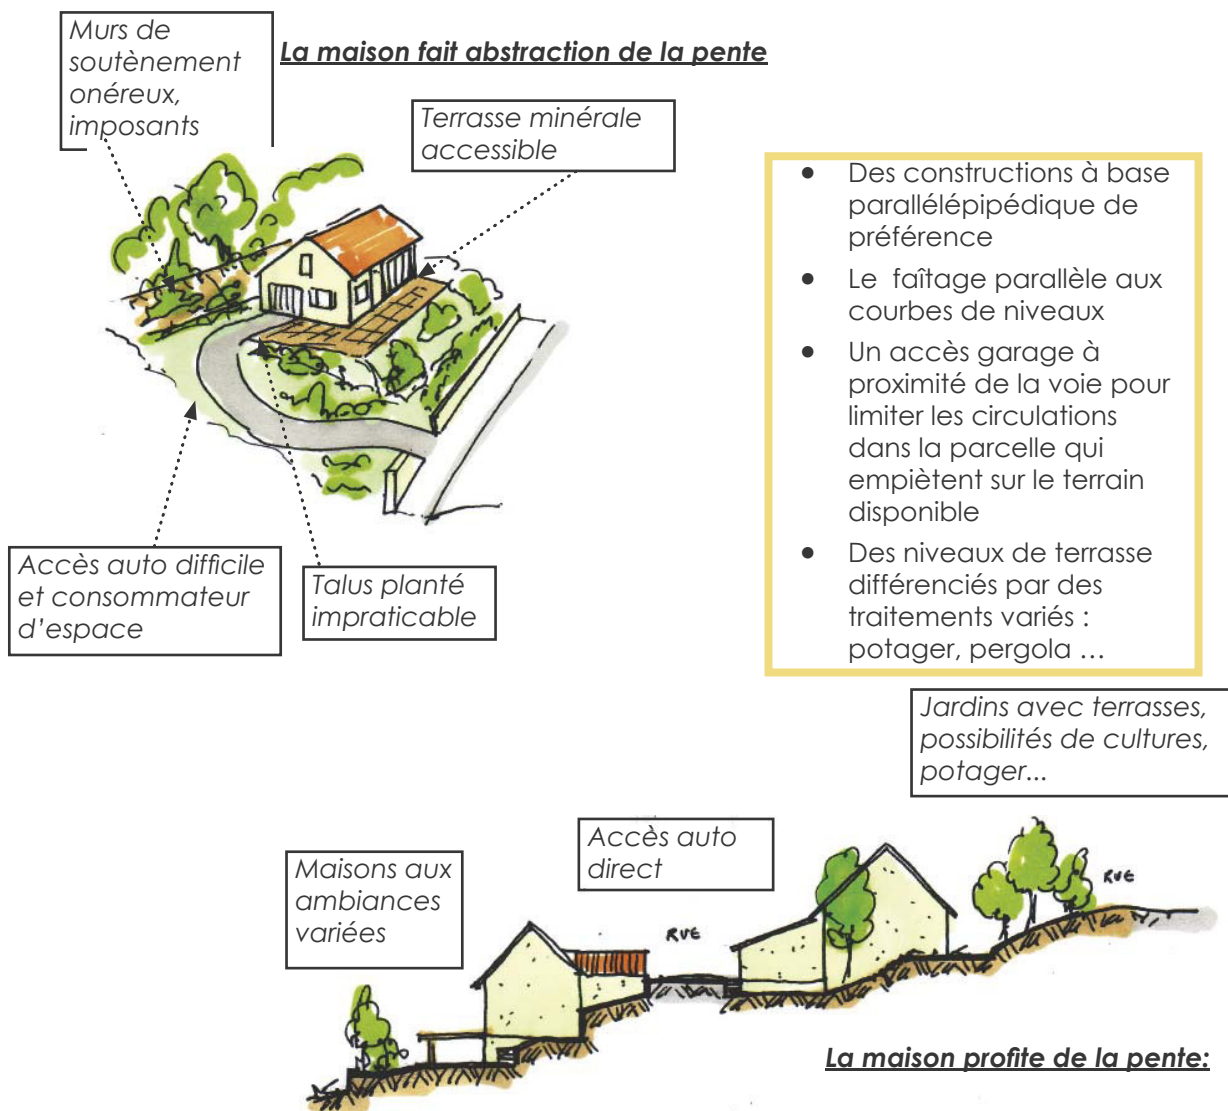 Murs de
soutènement
onéreux,
imposants
La maison fait abstraction de la pente
Terrasse minérale
accessible
• Des constructions à base
parallélépipédique de
préférence
• Le faîtage parallèle aux
courbes de niveaux
• Un accès garage à
proximité de la voie pour
limiter les circulations
dans la parcelle qui
empiètent sur le terrain
disponible
• Des niveaux de terrasse
différenciés par des
traitements variés :
potager, pergola …
Accès auto difficile
et consommateur
d'espace
Talus planté
impraticable
Jardins avec terrasses,
possibilités de cultures,
potager...
Accès auto
direct
Maisons aux
ambiances
variées
RUE
RUE
La maison profite de la pente: